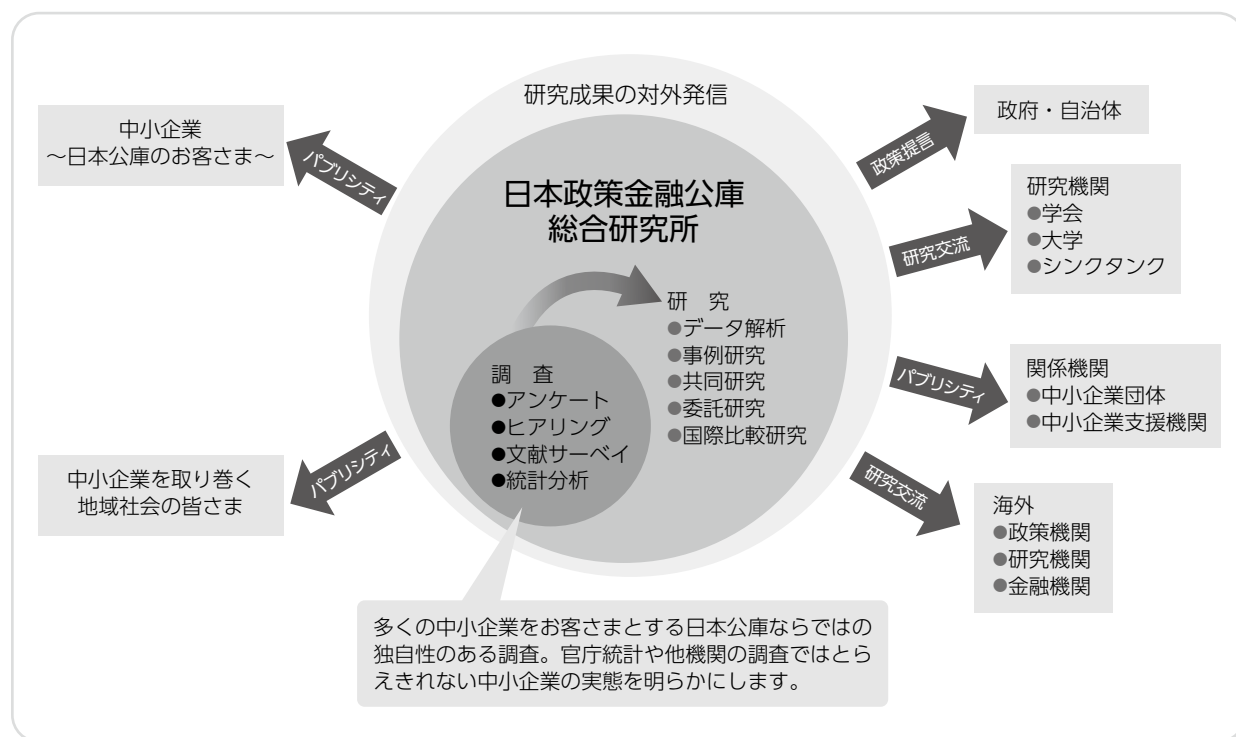 研究成果の対外発信
中小企業
～日本公庫のお客さま～
パブリシティ
中小企業を取り巻く
地域社会の皆さま
パブリシティ
日本政策金融公庫
総合研究所
調　査
●アンケート
●ヒアリング
●文献サーベイ
●統計分析
研　究
●データ解析
●事例研究
●共同研究
●委託研究
●国際比較研究
政策提言
政府・自治体
研究交流
研究機関
●学会
●大学
●シンクタンク
パブリシティ
関係機関
●中小企業団体
●中小企業支援機関
研究交流
海外
●政策機関
●研究機関
●金融機関
多くの中小企業をお客さまとする日本公庫ならではの
独自性のある調査。官庁統計や他機関の調査ではとら
えきれない中小企業の実態を明らかにします。